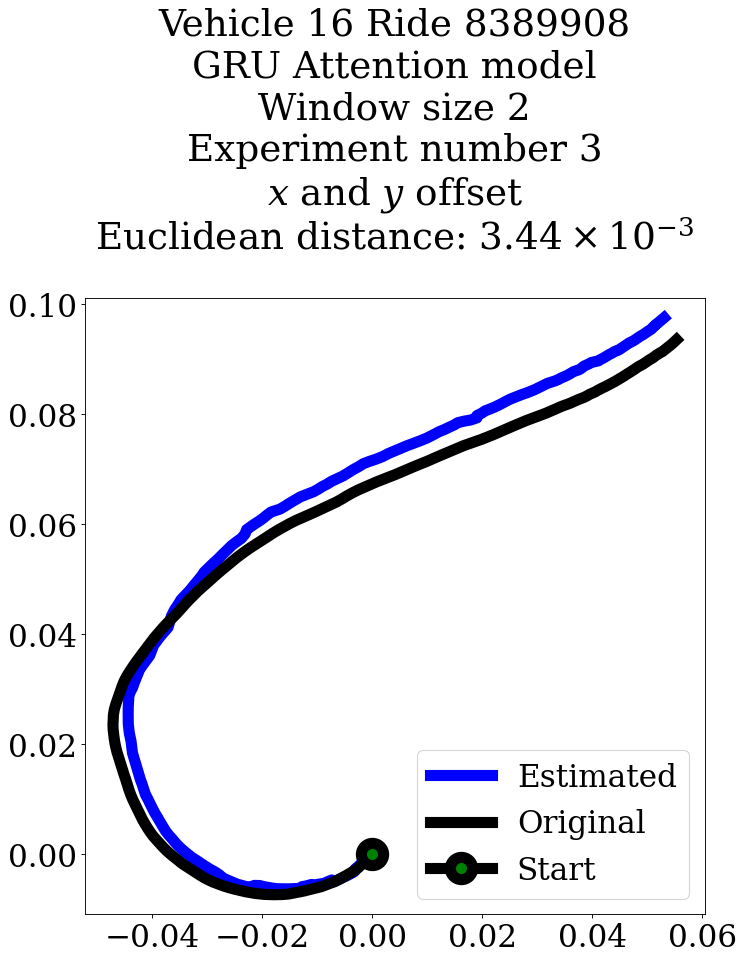 Vehicle 16 Ride 8389908
GRU Attention model
Window size 2
Experiment number 3
x and y offset
Euclidean distance: 3.44 × 10⁻³
0.10
0.08
0.06
0.04
0.02
0.00
Estimated
Original
Start
−0.04 −0.02 0.00 0.02 0.04 0.06